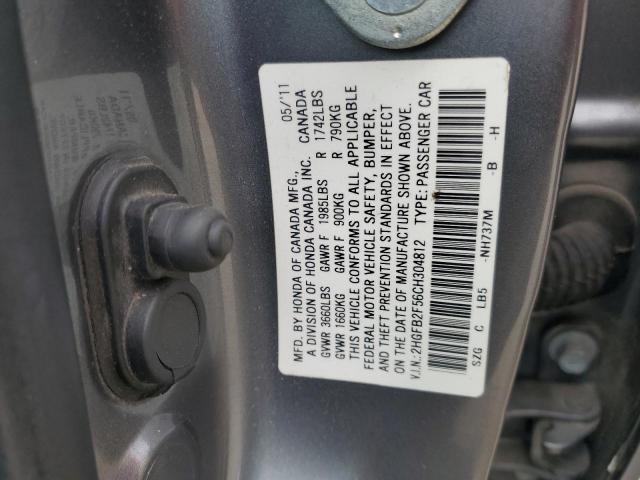 MFD. BY HONDA OF CANADA MFG., 05/'11
A DIVISION OF HONDA CANADA INC. CANADA
GVWR 3660LBS GAWR F 1985LBS R 1742LBS
GVWR 1660KG GAWR F 900KG R 790KG
THIS VEHICLE CONFORMS TO ALL APPLICABLE
FEDERAL MOTOR VEHICLE SAFETY, BUMPER,
AND THEFT PREVENTION STANDARDS IN EFFECT
ON THE DATE OF MANUFACTURE SHOWN ABOVE.
V.I.N.:2HGFB2F56CH304812 TYPE: PASSENGER CAR
SZG C LB5 -NH737M -B -H